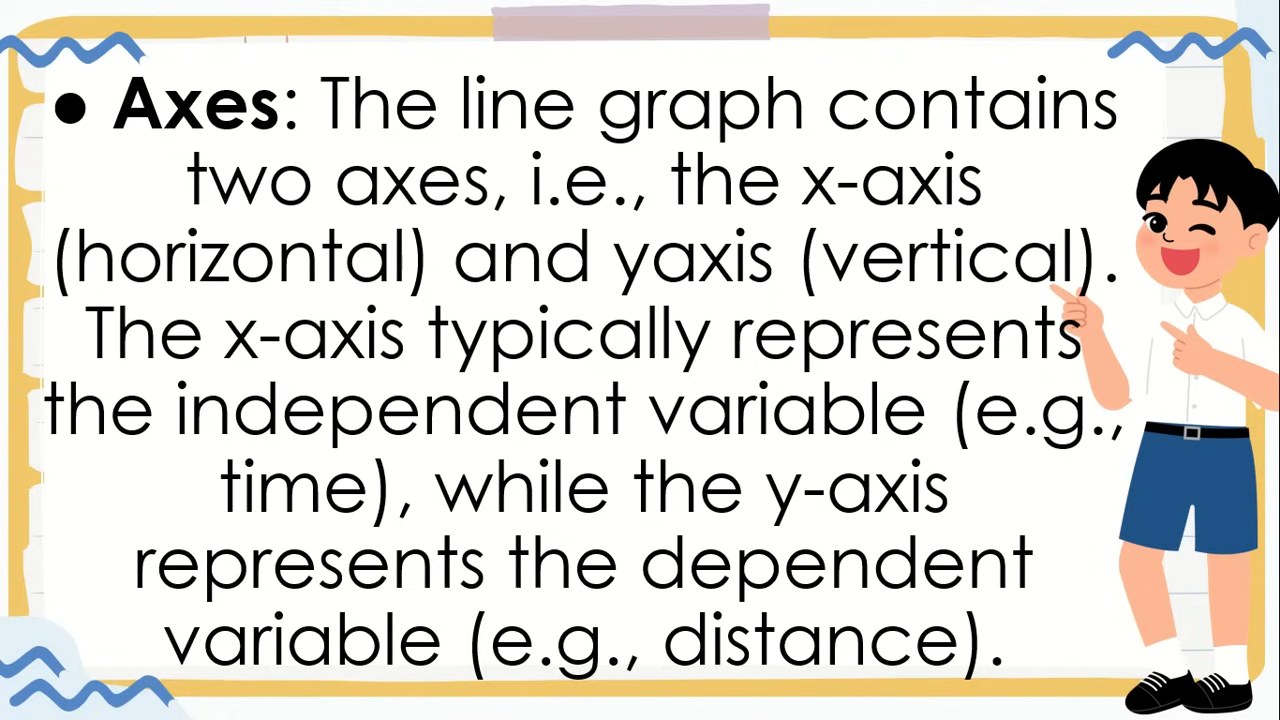 ● Axes: The line graph contains
two axes, i.e., the x-axis
(horizontal) and yaxis (vertical).
The x-axis typically represents
the independent variable (e.g.,
time), while the y-axis
represents the dependent
variable (e.g., distance).